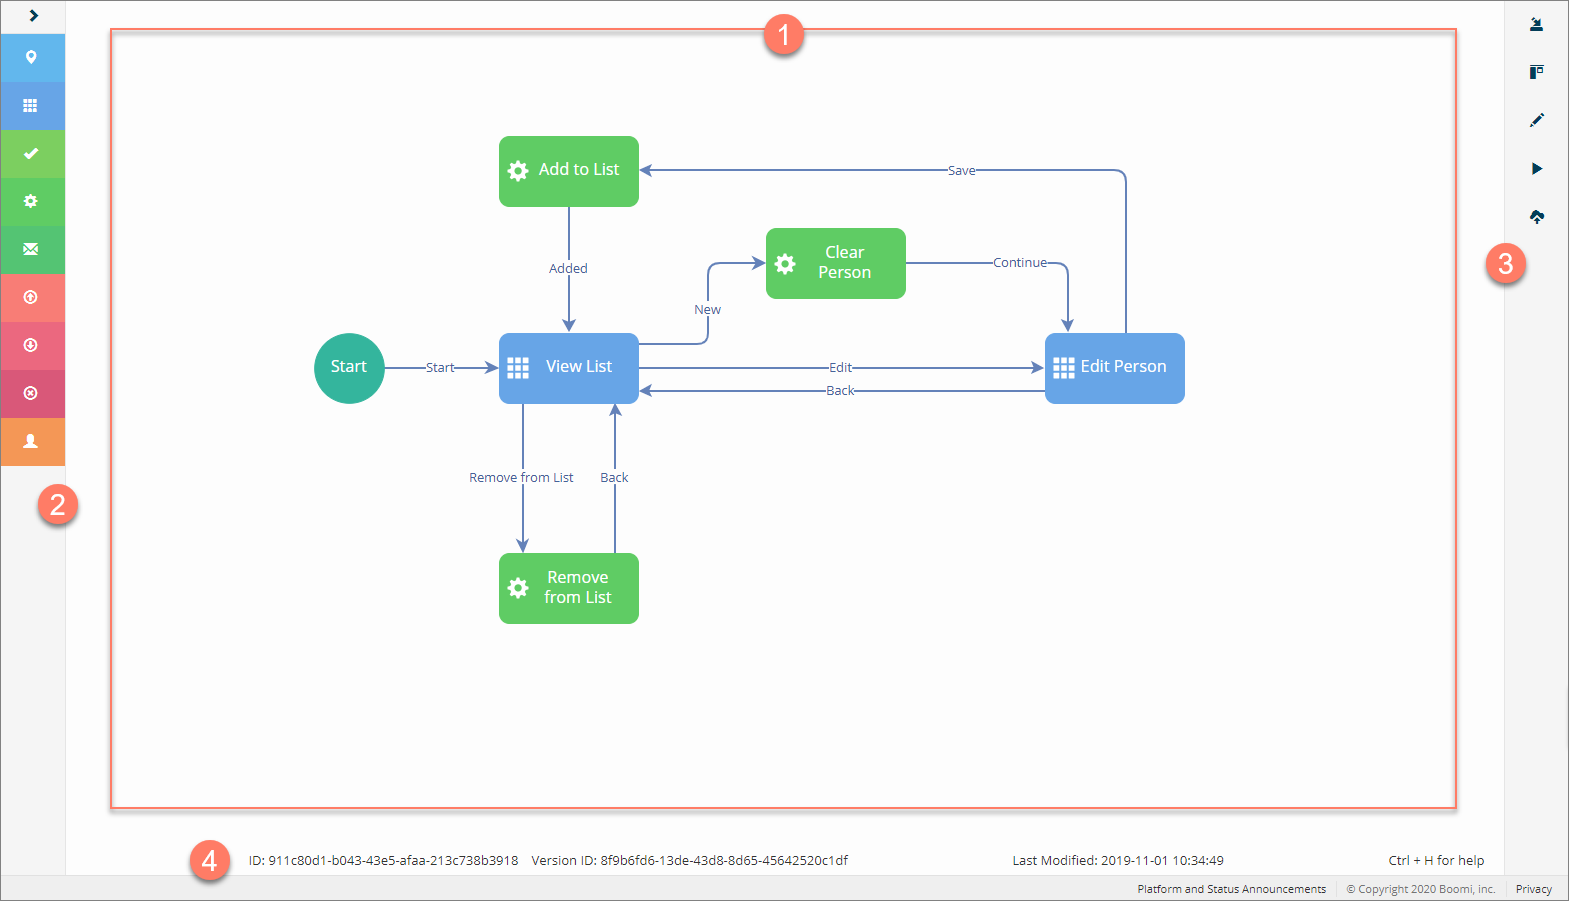 1
Add to List
Save
Clear
Person
Continue
Added
New
3
Start
Start
View List
Edit
Edit Person
Back
Remove from List
Back
2
Remove
from List
4
ID: 911c80d1-b043-43e5-afaa-213c738b3918 Version ID: 8f9b6fd6-13de-43d8-8d65-45642520c1df Last Modified: 2019-11-01 10:34:49 Ctrl + H for help
Platform and Status Announcements © Copyright 2020 Boomi, inc. Privacy